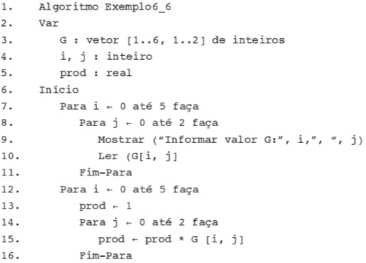 1. Algoritmo Exemplo6_6
2. Var
3. G : vetor [1..6, 1..2] de inteiros
4. i, j : inteiro
5. prod : real
6. Início
7. Para i ← 0 até 5 faça
8. Para j ← 0 até 2 faça
9. Mostrar (“Informar valor G:”, i,”, “, j)
10. Ler (G[i, j]
11. Fim-Para
12. Para i ← 0 até 5 faça
13. prod ← 1
14. Para j ← 0 até 2 faça
15. prod ← prod * G [i, j]
16. Fim-Para